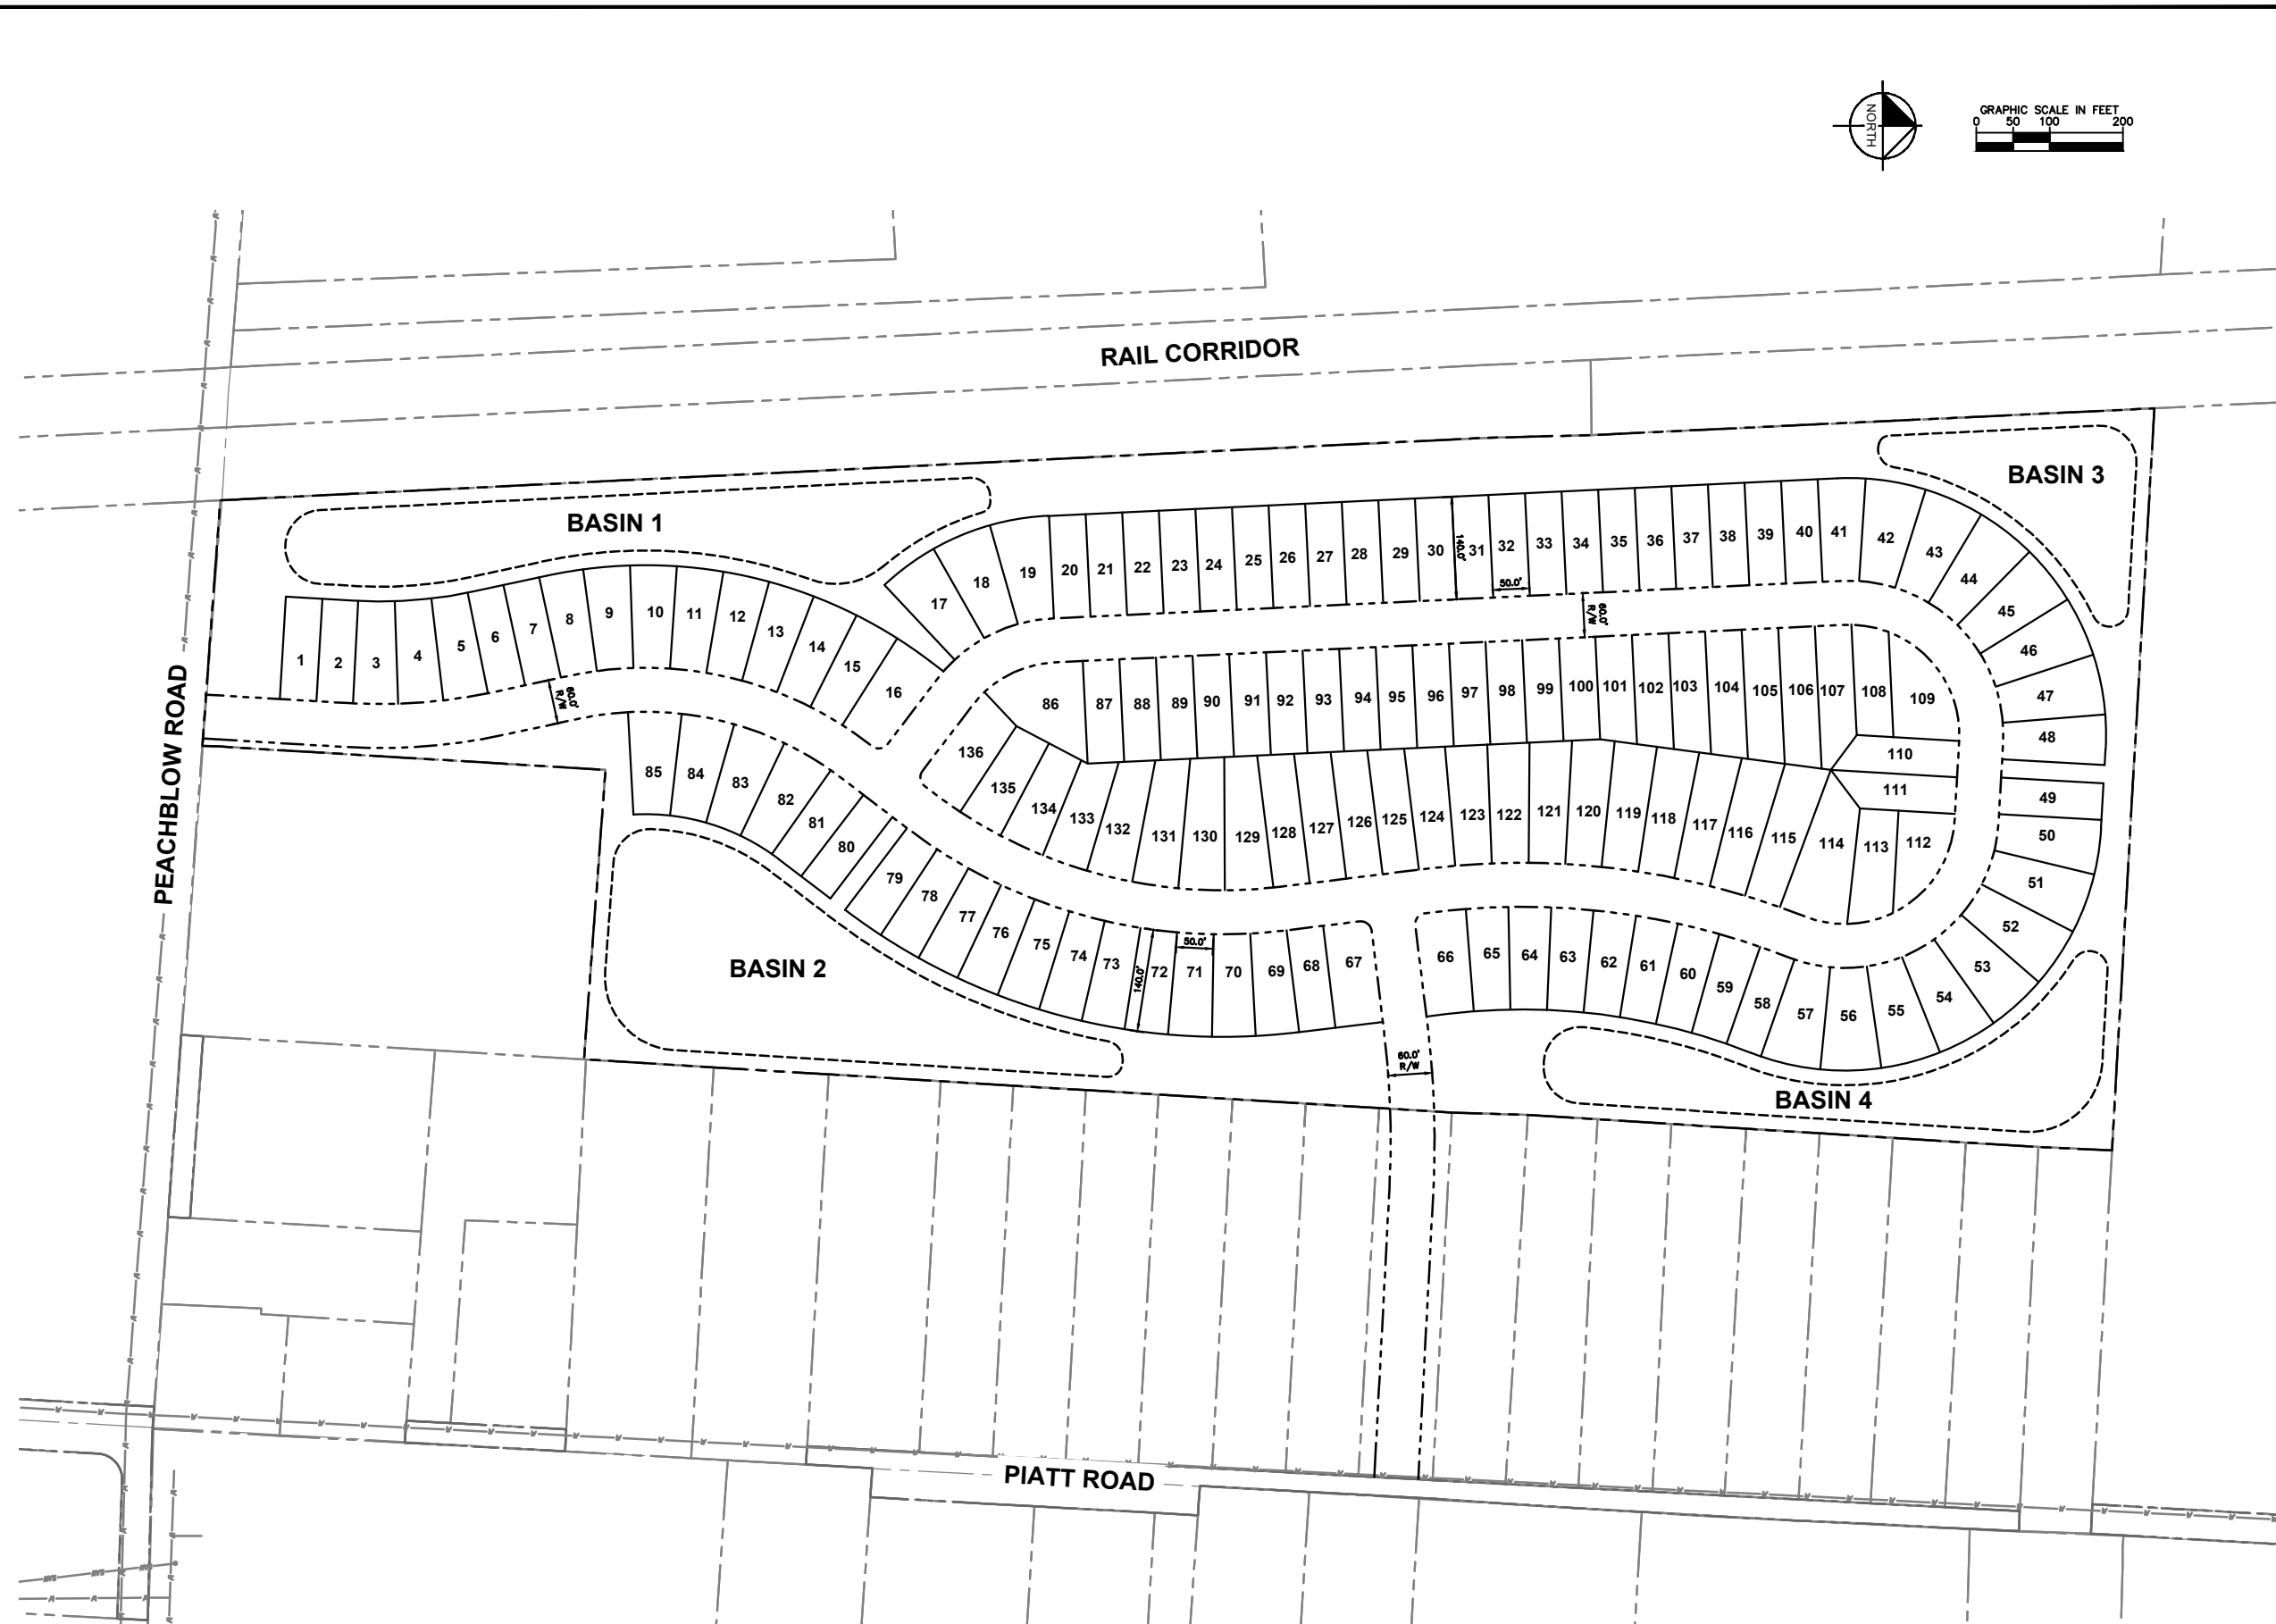 GRAPHIC SCALE IN FEET
0 50 100 200
NORTH
RAIL CORRIDOR
BASIN 3
BASIN 1
PEACHBLOW ROAD
1 2 3 4 5 6 7 8 9 10 11 12 13 14 15 16
60.0'
R/W
17 18 19 20 21 22 23 24 25 26 27 28 29 30
140.0'
31 32 33 34 35 36 37 38 39 40 41 42 43 44 45 46 47 48
50.0'
60.0'
R/W
49 50 51 52 53 54 55 56 57 58 59 60 61 62 63 64 65 66
86 87 88 89 90 91 92 93 94 95 96 97 98 99 100 101 102 103 104 105 106 107 108 109
110
111
136 135 134 133 132 131 130 129 128 127 126 125 124 123 122 121 120 119 118 117 116 115 114 113 112
85 84 83 82 81 80 79 78 77 76 75 74 73
140.0'
72
50.0'
71 70 69 68 67
BASIN 2
60.0'
R/W
BASIN 4
PIATT ROAD